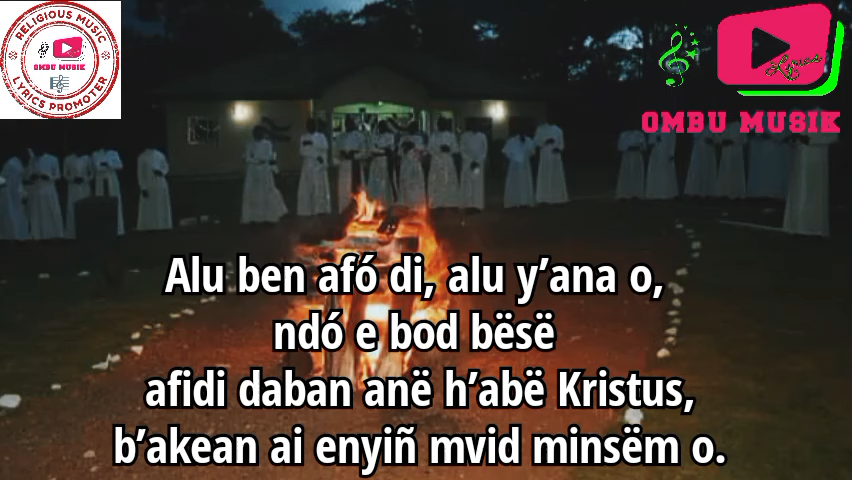 RELIGIOUS MUSIC
OMBU MUSIK
LYRICS PROMOTER
Lyrics
OMBU MUSIK
Alu ben afó di, alu y’ana o,
ndó e bod bësë
afidi daban anë h’abë Kristus,
b’akean ai enyiñ mvid minsëm o.